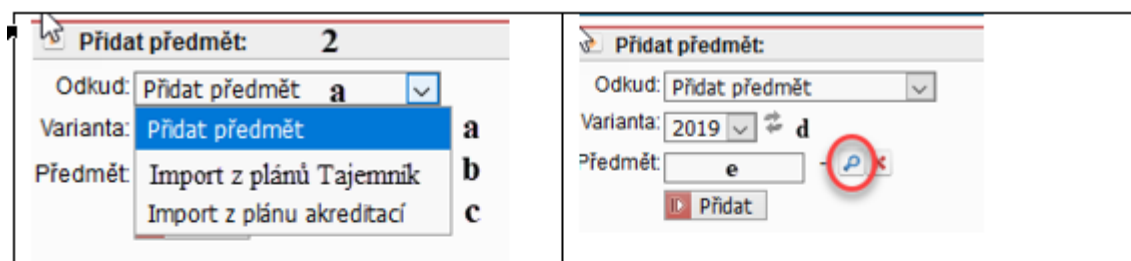 Přidat předmět: 2
Odkud: Přidat předmět a
Přidat předmět a
Varianta:
Import z plánů Tajemník b
Předmět:
Import z plánu akreditací c
Přidat předmět:
Odkud: Přidat předmět
Varianta: 2019 d
Předmět: e -
Přidat